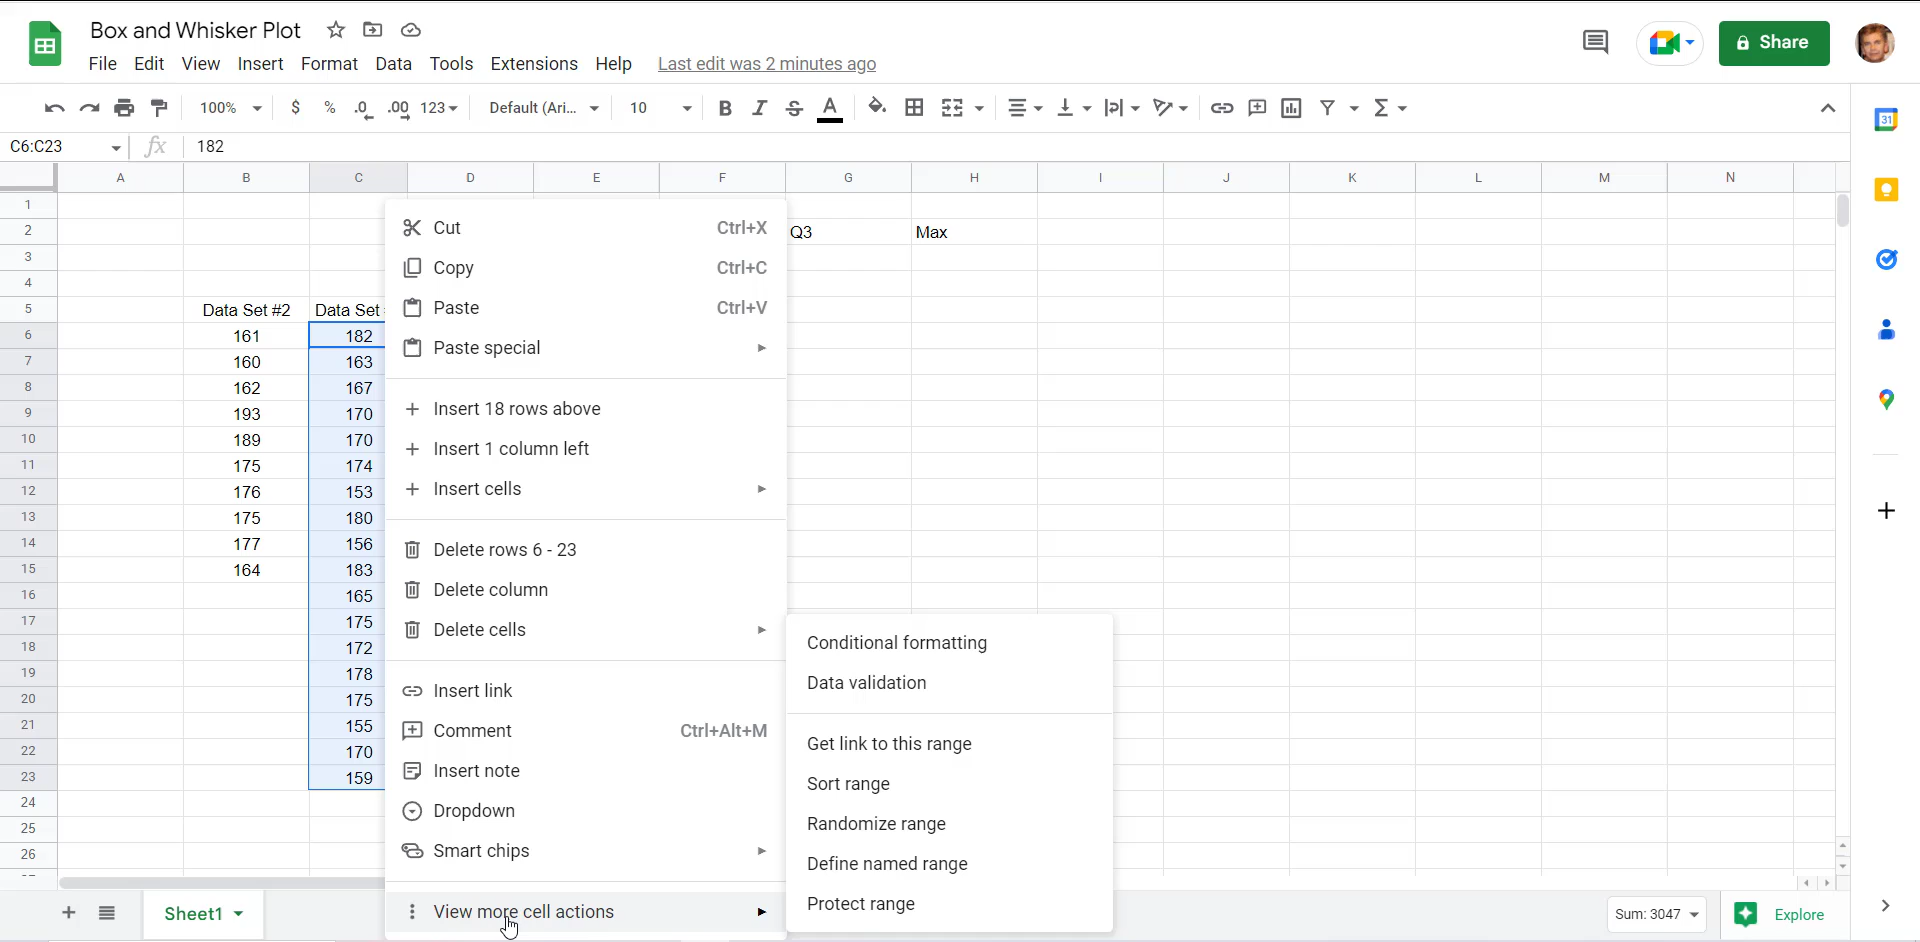 Box and Whisker Plot
File Edit View Insert Format Data Tools Extensions Help Last edit was 2 minutes ago
Share
100% $ % .0 .00 123 Default (Ari... 10 B I S A Σ
31
C6:C23 fx 182
A B C D E F G H I J K L M N
1
2 Q3 Max
3
4
5 Data Set #2 Data Set
6 161 182
7 160 163
8 162 167
9 193 170
10 189 170
11 175 174
12 176 153
13 175 180
14 177 156
15 164 183
16 165
17 175
18 172
19 178
20 175
21 155
22 170
23 159
24
25
26
Cut Ctrl+X
Copy Ctrl+C
Paste Ctrl+V
Paste special
Insert 18 rows above
Insert 1 column left
Insert cells
Delete rows 6 - 23
Delete column
Delete cells
Insert link
Comment Ctrl+Alt+M
Insert note
Dropdown
Smart chips
View more cell actions
Conditional formatting
Data validation
Get link to this range
Sort range
Randomize range
Define named range
Protect range
Sheet1
Sum: 3047
Explore